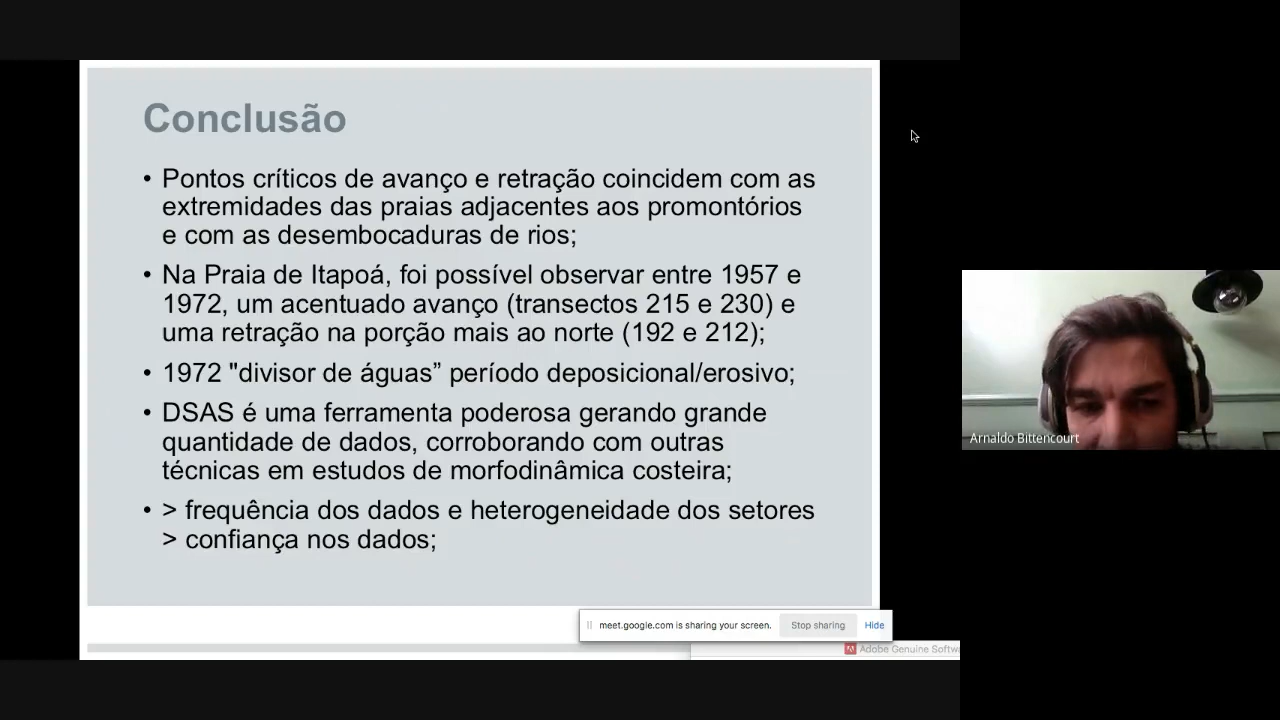 Conclusão
• Pontos críticos de avanço e retração coincidem com as
extremidades das praias adjacentes aos promontórios
e com as desembocaduras de rios;
• Na Praia de Itapoá, foi possível observar entre 1957 e
1972, um acentuado avanço (transectos 215 e 230) e
uma retração na porção mais ao norte (192 e 212);
• 1972 "divisor de águas” período deposicional/erosivo;
• DSAS é uma ferramenta poderosa gerando grande
quantidade de dados, corroborando com outras
técnicas em estudos de morfodinâmica costeira;
• > frequência dos dados e heterogeneidade dos setores
> confiança nos dados;
Arnaldo Bittencourt
meet.google.com is sharing your screen. Stop sharing Hide
Adobe Genuine Softwa